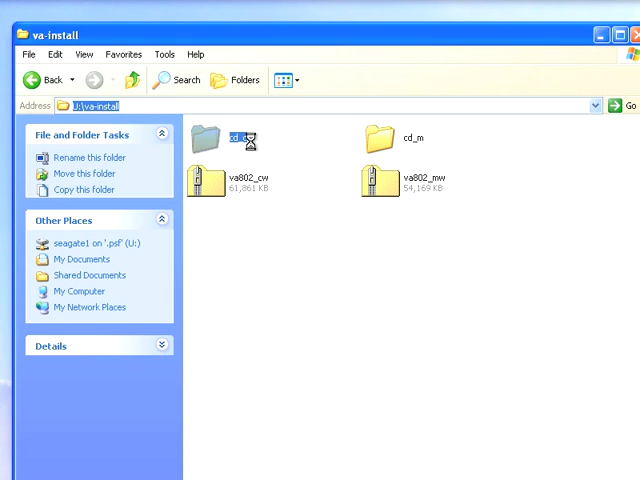 va-install
File Edit View Favorites Tools Help
Back Search Folders
Address U:\va-install Go
File and Folder Tasks
Rename this folder
Move this folder
Copy this folder
Other Places
seagate1 on '.psf' (U:)
My Documents
Shared Documents
My Computer
My Network Places
Details
cd_m
va802_cw
61,861 KB
va802_mw
54,169 KB